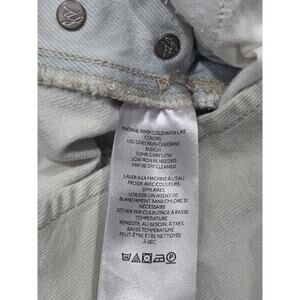 MACHINE WASH COLD WITH LIKE
COLORS
USE ONLY NON-CHLORINE
BLEACH
TUMBLE DRY LOW
LOW IRON AS NEEDED
MAY BE DRY CLEANED
LAVER À LA MACHINE À L'EAU
FROIDE AVEC COULEURS
SIMILAIRES
UTILISER UN AGENT DE
BLANCHIMENT SANS CHLORE SI
NÉCESSAIRE
SÉCHER PAR CULBUTAGE À BASSE
TEMPÉRATURE
REPASSER, AU BESOIN, À TRÈS
BASSE TEMPÉRATURE
PEUT-ÊTRE ÊTRE NETTOYÉE
À SEC